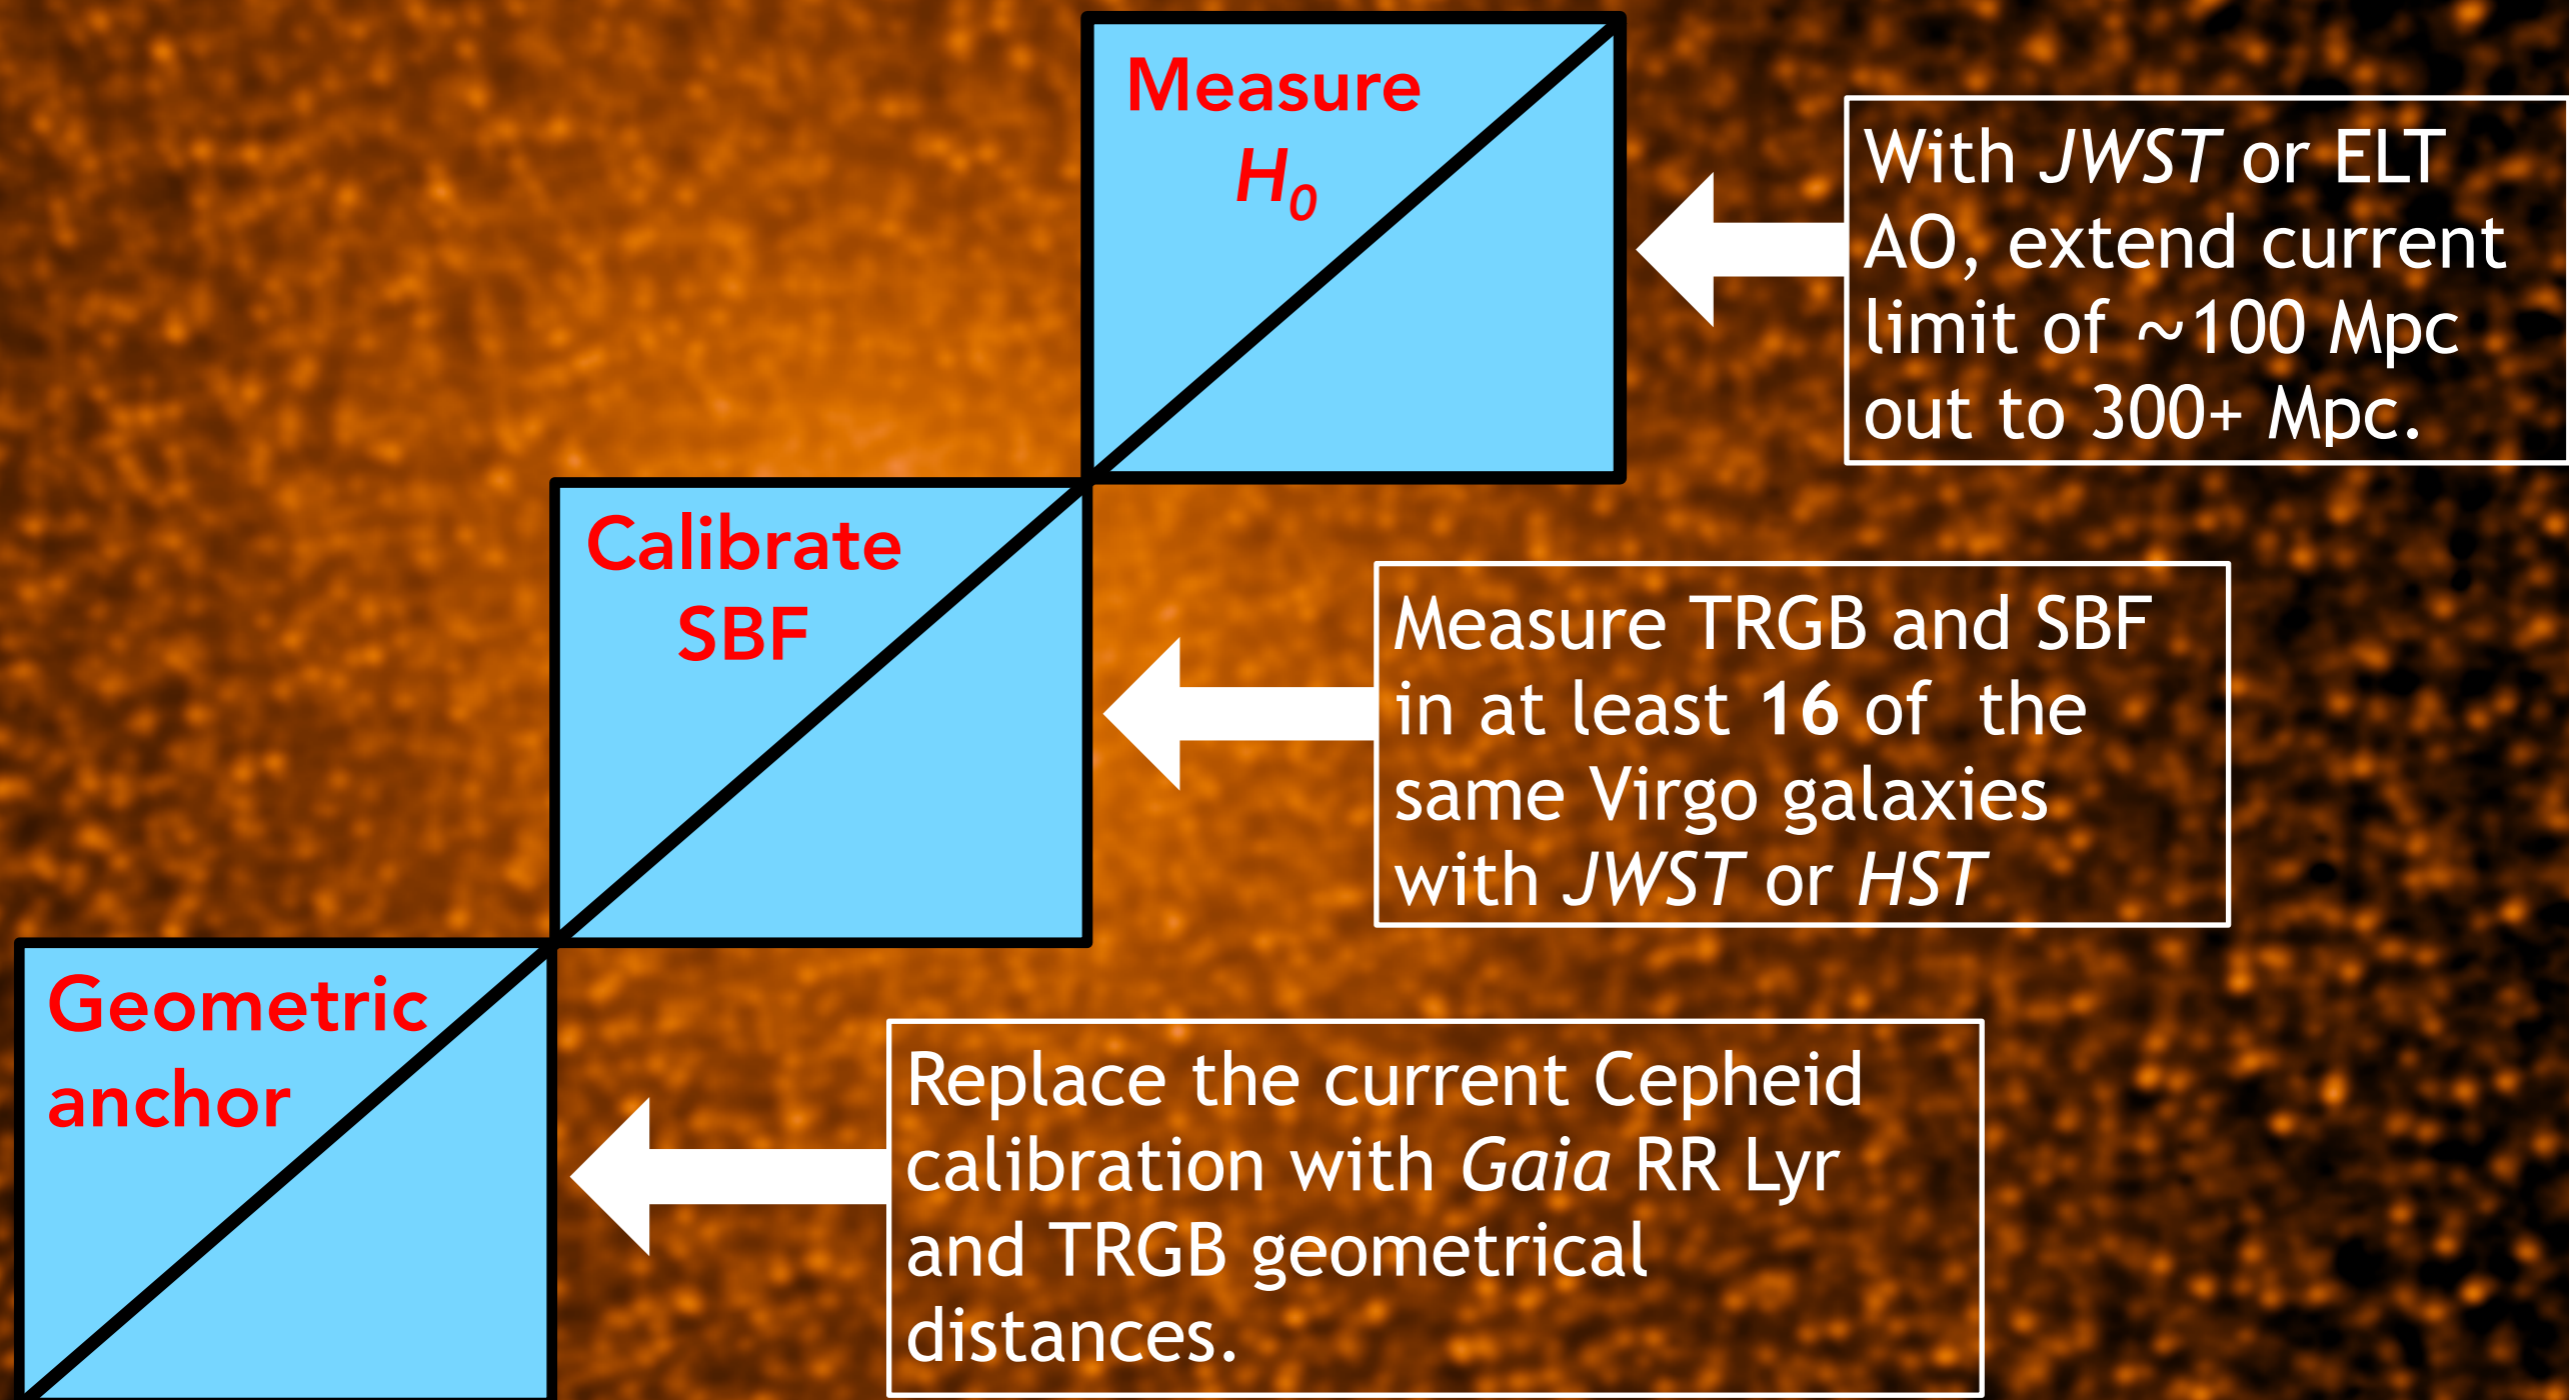 Measure
H0
With JWST or ELT
AO, extend current
limit of ~100 Mpc
out to 300+ Mpc.
Calibrate
SBF
Measure TRGB and SBF
in at least 16 of  the
same Virgo galaxies
with JWST or HST
Geometric
anchor
Replace the current Cepheid
calibration with Gaia RR Lyr
and TRGB geometrical
distances.